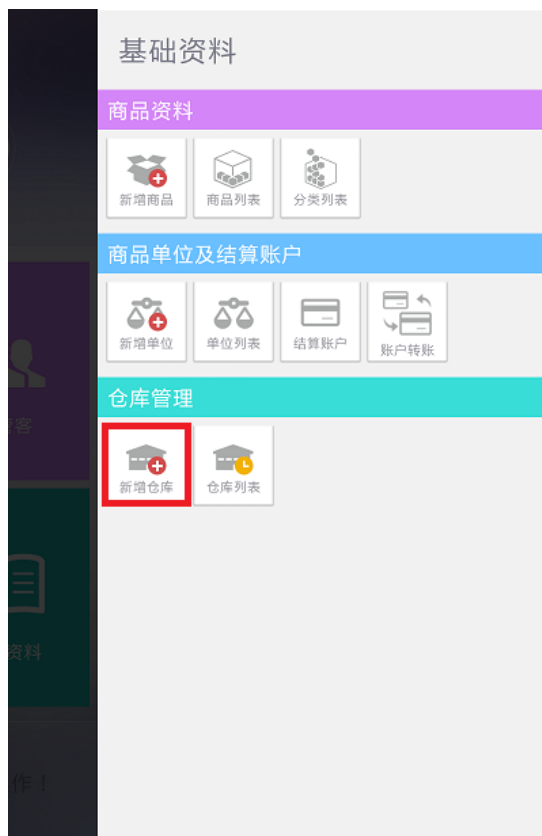 基础资料
商品资料
新增商品 商品列表 分类列表
商品单位及结算账户
新增单位 单位列表 结算账户 账户转账
仓库管理
新增仓库 仓库列表
客
资料
作！